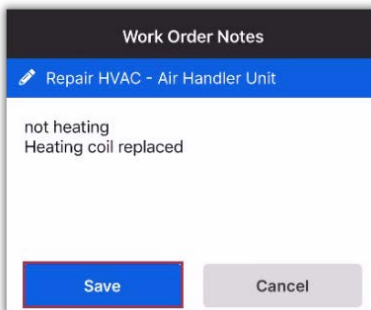 Work Order Notes
Repair HVAC - Air Handler Unit
not heating
Heating coil replaced
Save
Cancel